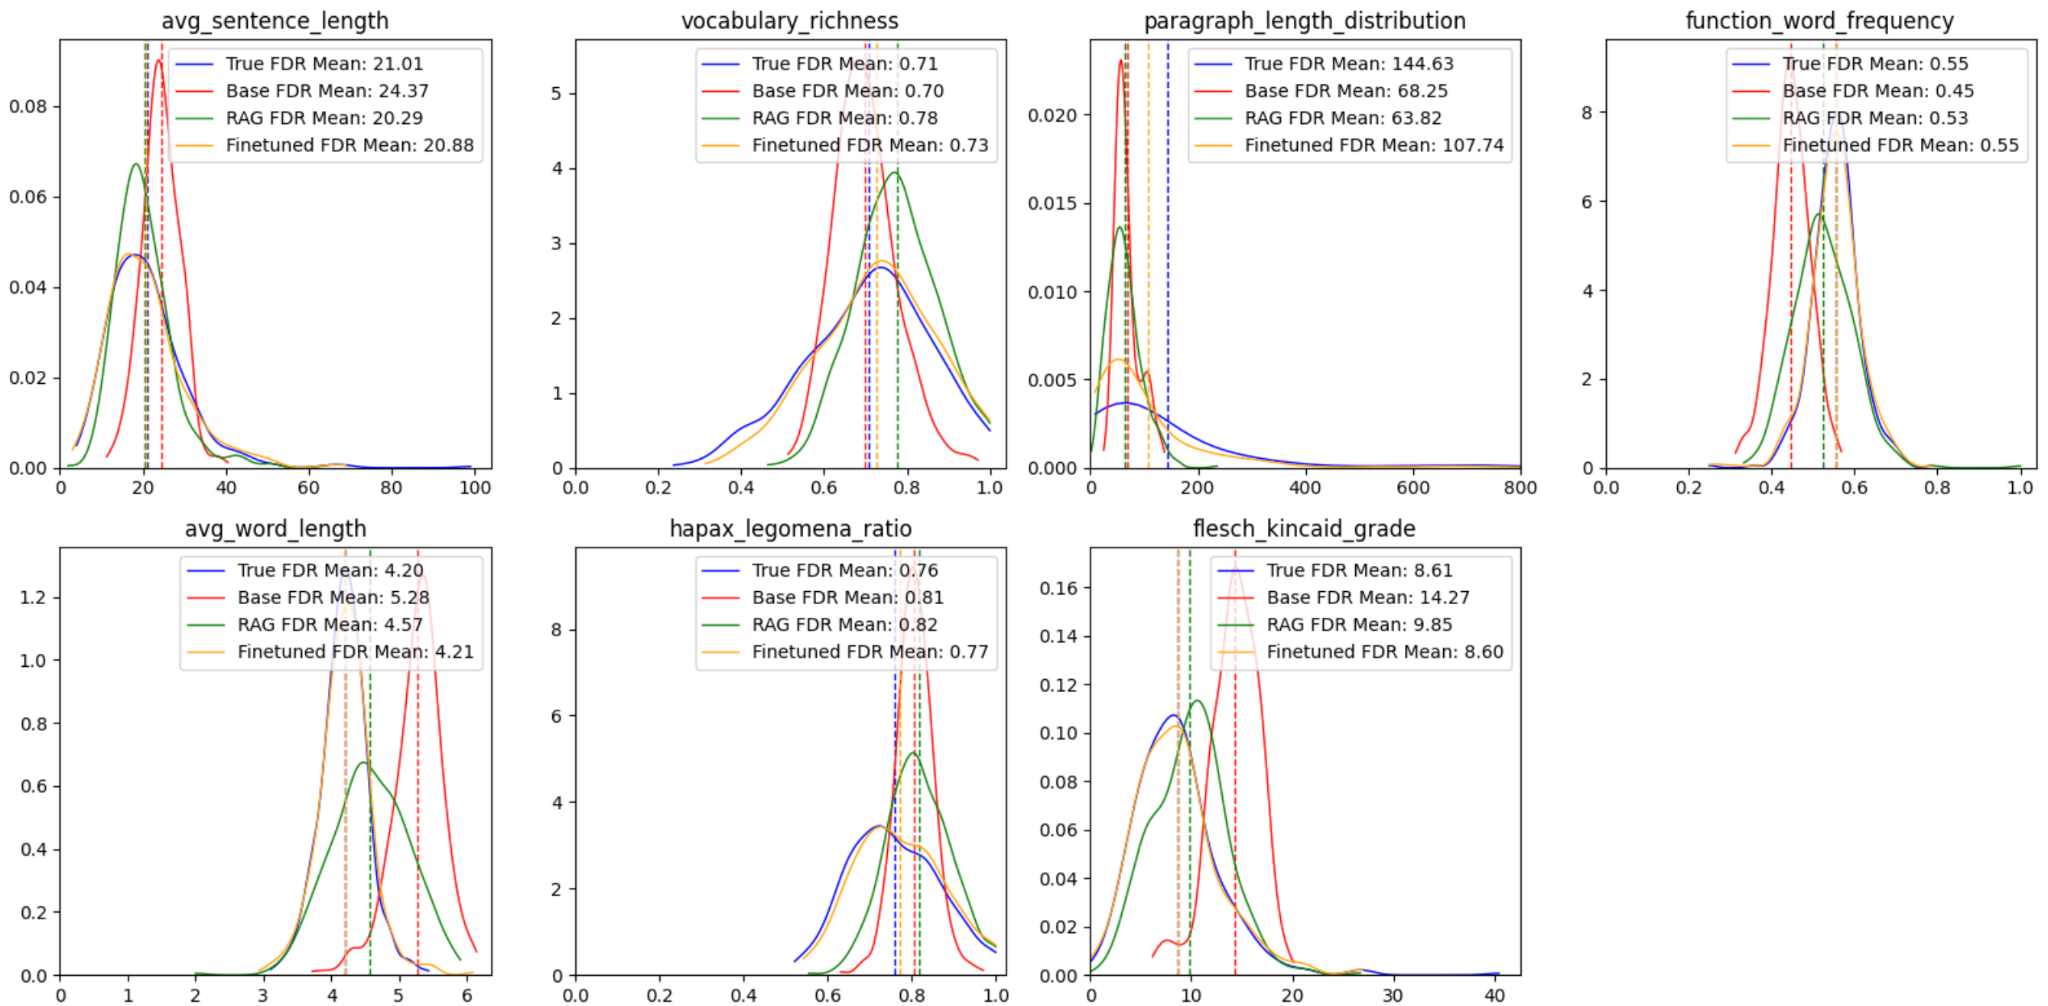 avg_sentence_length
True FDR Mean: 21.01
Base FDR Mean: 24.37
RAG FDR Mean: 20.29
Finetuned FDR Mean: 20.88
0.08
0.06
0.04
0.02
0.00
0 20 40 60 80 100
vocabulary_richness
True FDR Mean: 0.71
Base FDR Mean: 0.70
RAG FDR Mean: 0.78
Finetuned FDR Mean: 0.73
5
4
3
2
1
0
0.0 0.2 0.4 0.6 0.8 1.0
paragraph_length_distribution
True FDR Mean: 144.63
Base FDR Mean: 68.25
RAG FDR Mean: 63.82
Finetuned FDR Mean: 107.74
0.020
0.015
0.010
0.005
0.000
0 200 400 600 800
function_word_frequency
True FDR Mean: 0.55
Base FDR Mean: 0.45
RAG FDR Mean: 0.53
Finetuned FDR Mean: 0.55
8
6
4
2
0
0.0 0.2 0.4 0.6 0.8 1.0
avg_word_length
True FDR Mean: 4.20
Base FDR Mean: 5.28
RAG FDR Mean: 4.57
Finetuned FDR Mean: 4.21
1.2
1.0
0.8
0.6
0.4
0.2
0.0
0 1 2 3 4 5 6
hapax_legomena_ratio
True FDR Mean: 0.76
Base FDR Mean: 0.81
RAG FDR Mean: 0.82
Finetuned FDR Mean: 0.77
8
6
4
2
0
0.0 0.2 0.4 0.6 0.8 1.0
flesch_kincaid_grade
True FDR Mean: 8.61
Base FDR Mean: 14.27
RAG FDR Mean: 9.85
Finetuned FDR Mean: 8.60
0.16
0.14
0.12
0.10
0.08
0.06
0.04
0.02
0.00
0 10 20 30 40